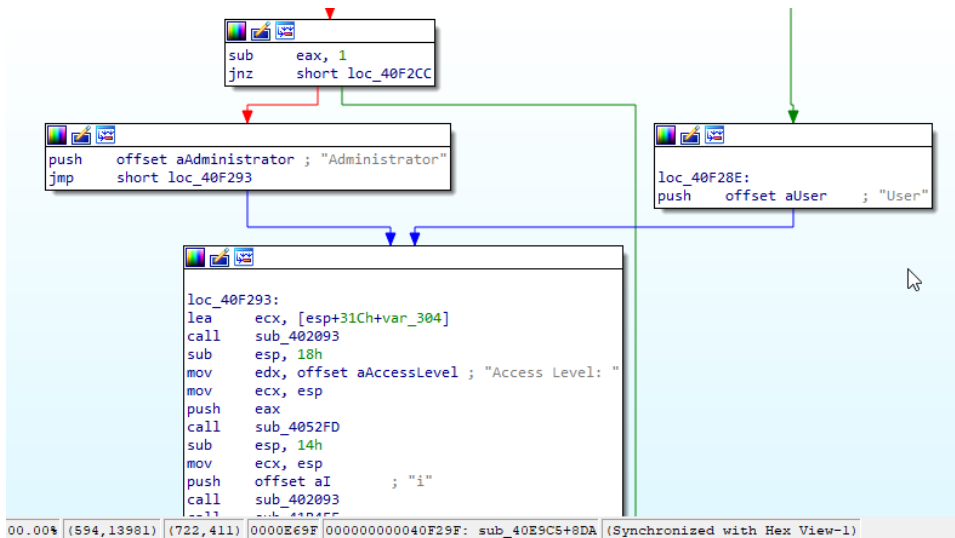 sub eax, 1
jnz short loc_40F2CC
push offset aAdministrator ; "Administrator"
jmp short loc_40F293
loc_40F28E:
push offset aUser ; "User"
loc_40F293:
lea ecx, [esp+31Ch+var_304]
call sub_402093
sub esp, 18h
mov edx, offset aAccessLevel ; "Access Level: "
mov ecx, esp
push eax
call sub_4052FD
sub esp, 14h
mov ecx, esp
push offset aI ; "i"
call sub_402093
00.00% (594,13981) (722,411) 0000E69F 000000000040F29F: sub_40E9C5+8DA (Synchronized with Hex View-1)